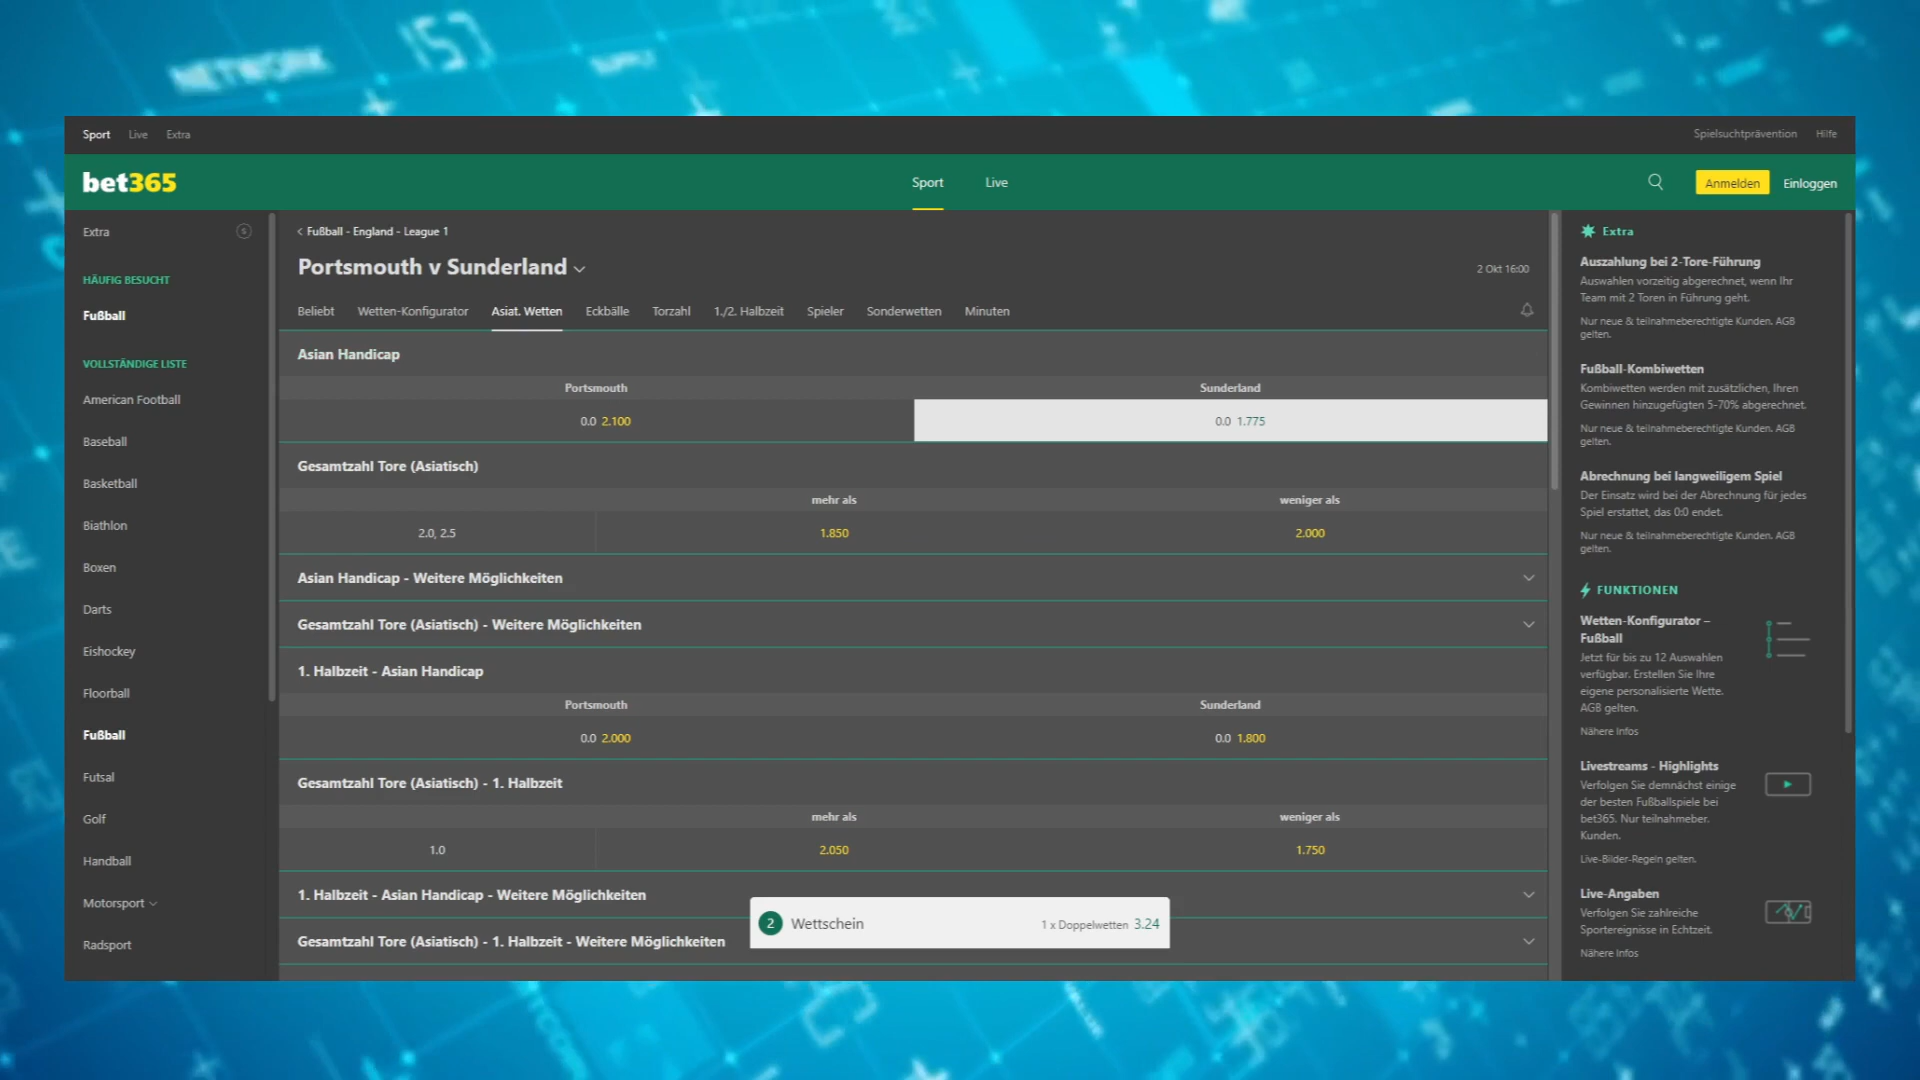 NETWORK
Sport Live Extra
Spielsuchtprävention Hilfe
bet365
Sport Live
Anmelden Einloggen
Extra
HÄUFIG BESUCHT
Fußball
VOLLSTÄNDIGE LISTE
American Football
Baseball
Basketball
Biathlon
Boxen
Darts
Eishockey
Floorball
Fußball
Futsal
Golf
Handball
Motorsport
Radsport
Fußball - England - League 1
Portsmouth v Sunderland
2 Okt 16:00
Beliebt Wetten-Konfigurator Asiat. Wetten Eckbälle Torzahl 1./2. Halbzeit Spieler Sonderwetten Minuten
Asian Handicap
Portsmouth Sunderland
0.0 2.100 0.0 1.775
Gesamtzahl Tore (Asiatisch)
mehr als weniger als
2.0, 2.5 1.850 2.000
Asian Handicap - Weitere Möglichkeiten
Gesamtzahl Tore (Asiatisch) - Weitere Möglichkeiten
1. Halbzeit - Asian Handicap
Portsmouth Sunderland
0.0 2.000 0.0 1.800
Gesamtzahl Tore (Asiatisch) - 1. Halbzeit
mehr als weniger als
1.0 2.050 1.750
1. Halbzeit - Asian Handicap - Weitere Möglichkeiten
Gesamtzahl Tore (Asiatisch) - 1. Halbzeit - Weitere Möglichkeiten
2 Wettschein 1 x Doppelwetten 3.24
Extra
Auszahlung bei 2-Tore-Führung
Auswahlen vorzeitig abgerechnet, wenn Ihr
Team mit 2 Toren in Führung geht.
Nur neue & teilnahmeberechtigte Kunden. AGB
gelten.
Fußball-Kombiwetten
Kombiwetten werden mit zusätzlichen, Ihren
Gewinnen hinzugefügten 5-70% abgerechnet.
Nur neue & teilnahmeberechtigte Kunden. AGB
gelten.
Abrechnung bei langweiligem Spiel
Der Einsatz wird bei der Abrechnung für jedes
Spiel erstattet, das 0:0 endet.
Nur neue & teilnahmeberechtigte Kunden. AGB
gelten.
FUNKTIONEN
Wetten-Konfigurator –
Fußball
Jetzt für bis zu 12 Auswahlen
verfügbar. Erstellen Sie Ihre
eigene personalisierte Wette.
AGB gelten.
Nähere Infos
Livestreams - Highlights
Verfolgen Sie demnächst einige
der besten Fußballspiele bei
bet365. Nur teilnahmeber.
Kunden.
Live-Bilder-Regeln gelten.
Live-Angaben
Verfolgen Sie zahlreiche
Sportereignisse in Echtzeit.
Nähere Infos